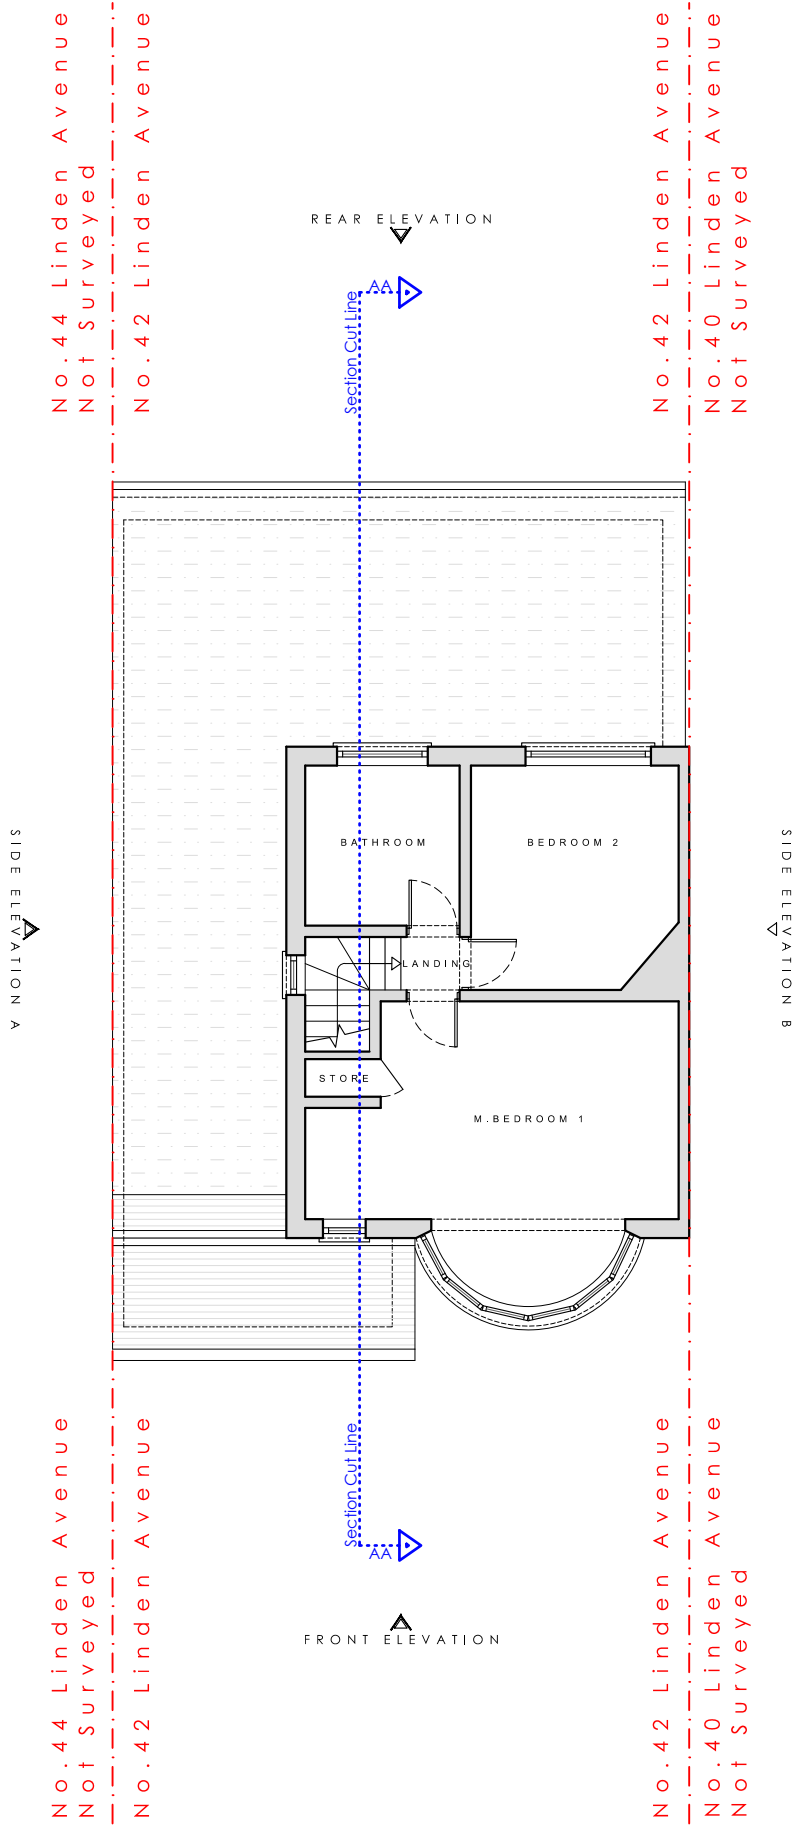 No.44 Linden Avenue
Not Surveyed
No.42 Linden Avenue
No.42 Linden Avenue
No.40 Linden Avenue
Not Surveyed
REAR ELEVATION
AA
Section Cut Line
BATHROOM
BEDROOM 2
SIDE ELEVATION A
SIDE ELEVATION B
LANDING
STORE
M.BEDROOM 1
Section Cut Line
AA
FRONT ELEVATION
No.44 Linden Avenue
Not Surveyed
No.42 Linden Avenue
No.42 Linden Avenue
No.40 Linden Avenue
Not Surveyed